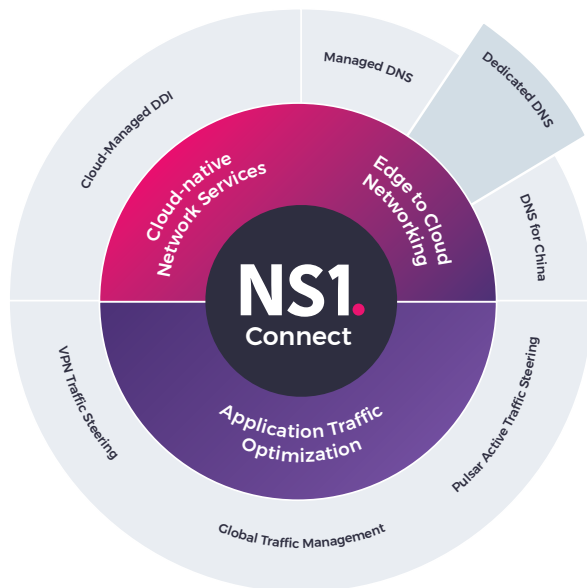 Managed DNS
Dedicated DNS
Cloud-Managed DDI
Cloud-native
Network Services
Edge to Cloud
Networking
DNS for China
NS1.
Connect
VPN Traffic Steering
Application Traffic
Optimization
Pulsar Active Traffic Steering
Global Traffic Management